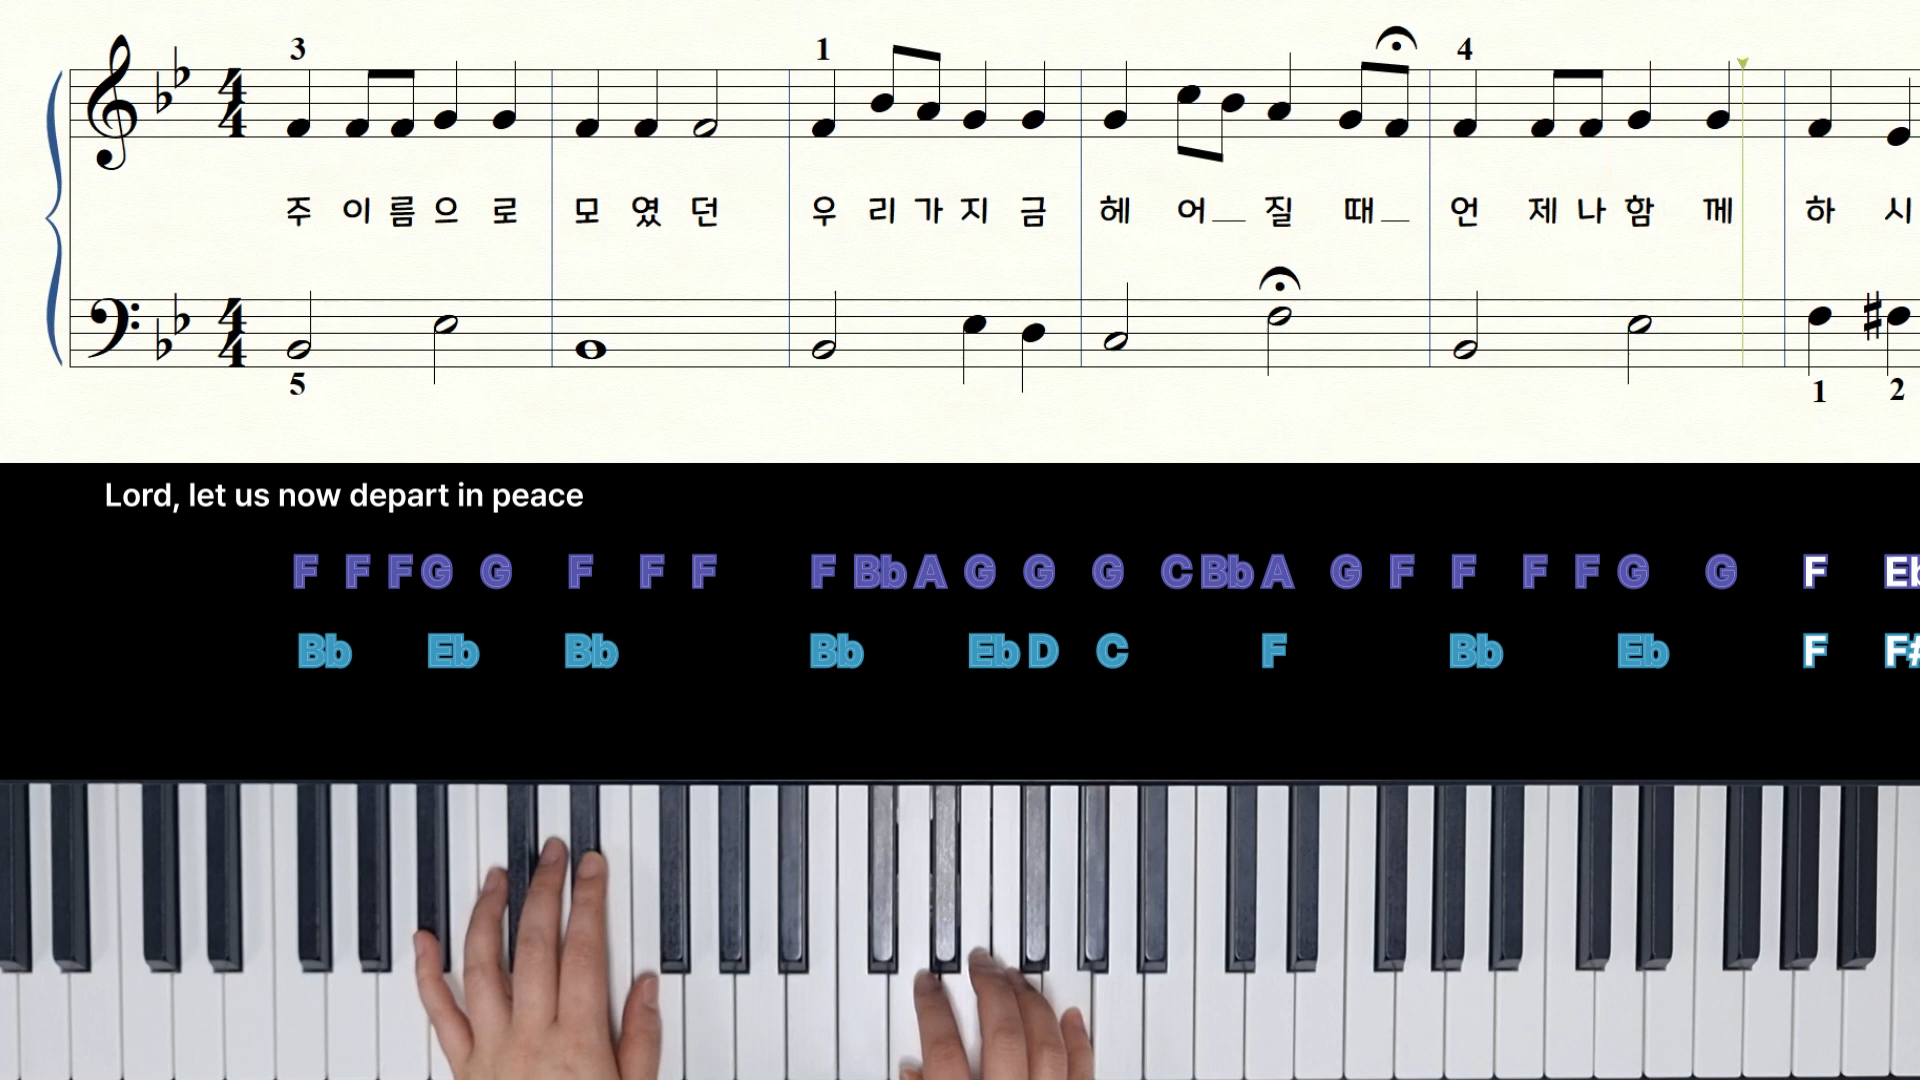 3 1 4
주 이 름 으 로 모 였 던 우 리 가 지 금 헤 어 질 때 언 제 나 함 께 하 시
5 1 2
Lord, let us now depart in peace
F F F G G F F F F Bb A G G G C Bb A G F F F F G G F Eb
Bb Eb Bb Bb Eb D C F Bb Eb F F#